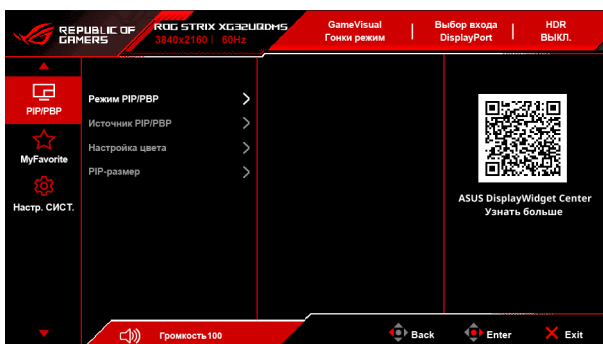 REPUBLIC OF
GAMERS
ROG STRIX XG32UQDMS
3840x2160 | 60Hz
GameVisual
Гонки режим
Выбор входа
DisplayPort
HDR
ВЫКЛ.
PIP/PBP
MyFavorite
Настр. СИСТ.
Режим PIP/PBP
Источник PIP/PBP
Настройка цвета
PIP-размер
ASUS DisplayWidget Center
Узнать больше
Громкость100
Back
Enter
Exit